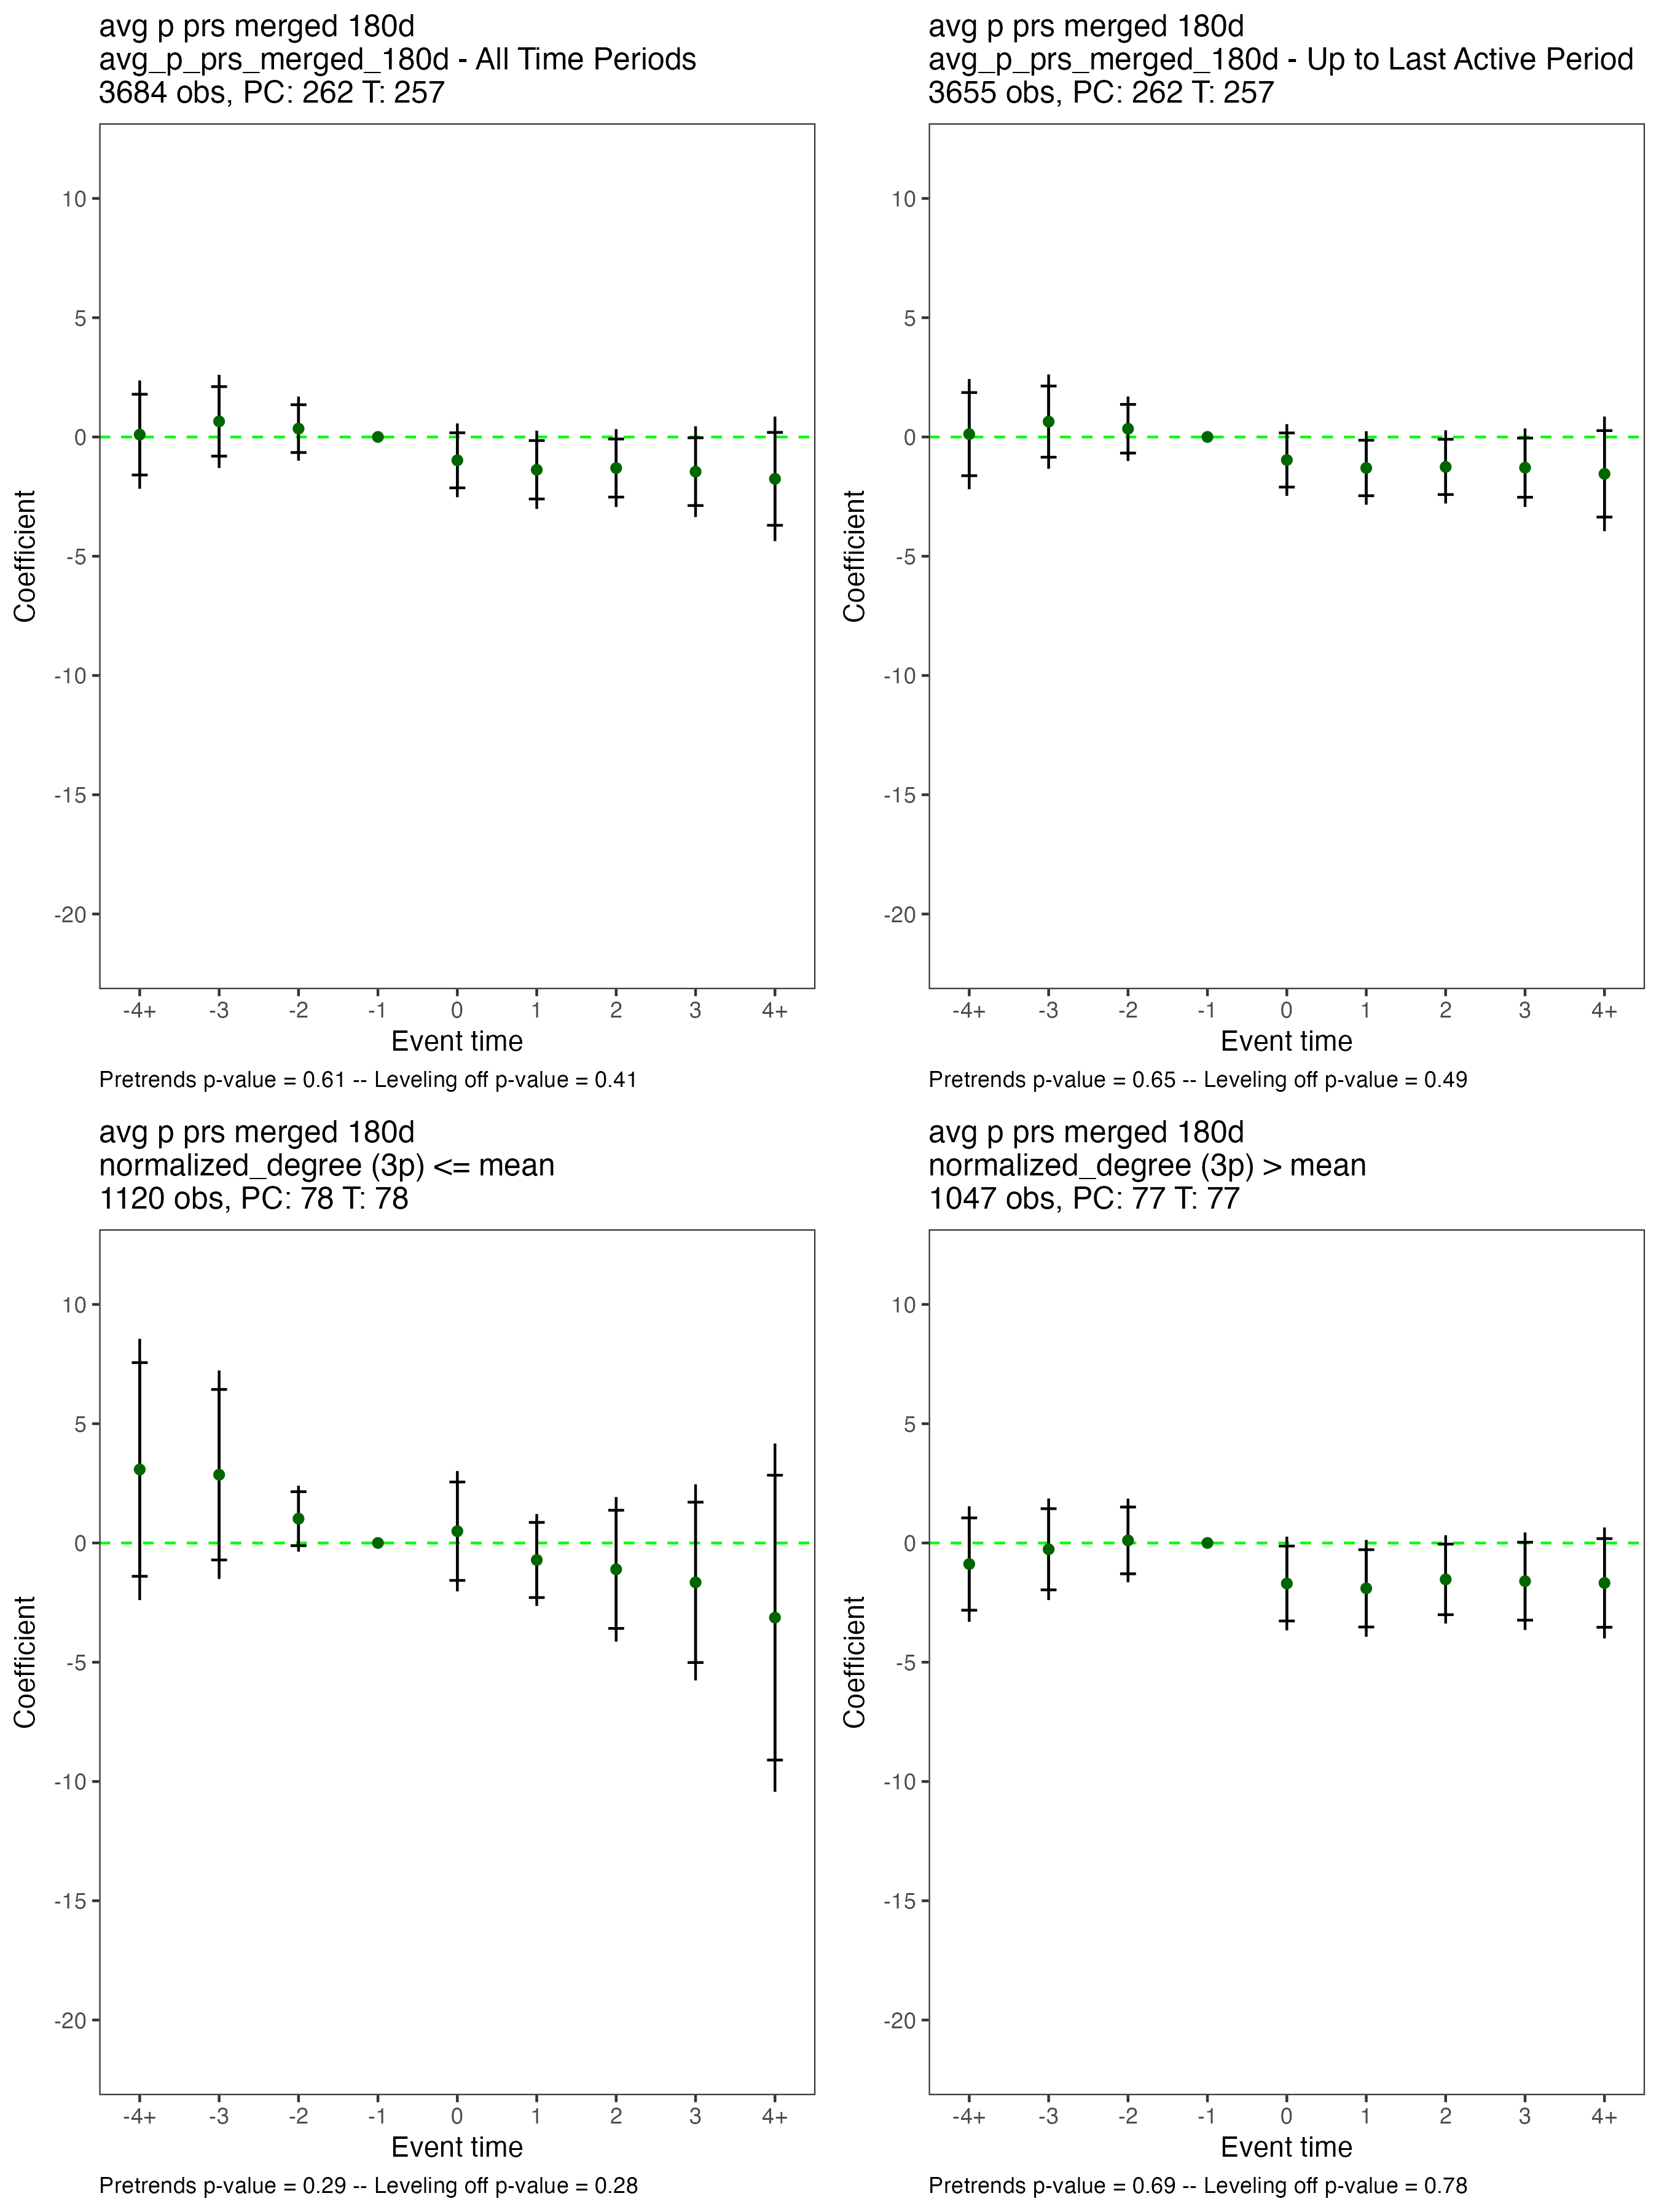 avg p prs merged 180d
avg_p_prs_merged_180d - All Time Periods
3684 obs, PC: 262 T: 257
10
5
0
-5
-10
-15
-20
Coefficient
-4+ -3 -2 -1 0 1 2 3 4+
Event time
Pretrends p-value = 0.61 -- Leveling off p-value = 0.41
avg p prs merged 180d
avg_p_prs_merged_180d - Up to Last Active Period
3655 obs, PC: 262 T: 257
10
5
0
-5
-10
-15
-20
Coefficient
-4+ -3 -2 -1 0 1 2 3 4+
Event time
Pretrends p-value = 0.65 -- Leveling off p-value = 0.49
avg p prs merged 180d
normalized_degree (3p) <= mean
1120 obs, PC: 78 T: 78
10
5
0
-5
-10
-15
-20
Coefficient
-4+ -3 -2 -1 0 1 2 3 4+
Event time
Pretrends p-value = 0.29 -- Leveling off p-value = 0.28
avg p prs merged 180d
normalized_degree (3p) > mean
1047 obs, PC: 77 T: 77
10
5
0
-5
-10
-15
-20
Coefficient
-4+ -3 -2 -1 0 1 2 3 4+
Event time
Pretrends p-value = 0.69 -- Leveling off p-value = 0.78